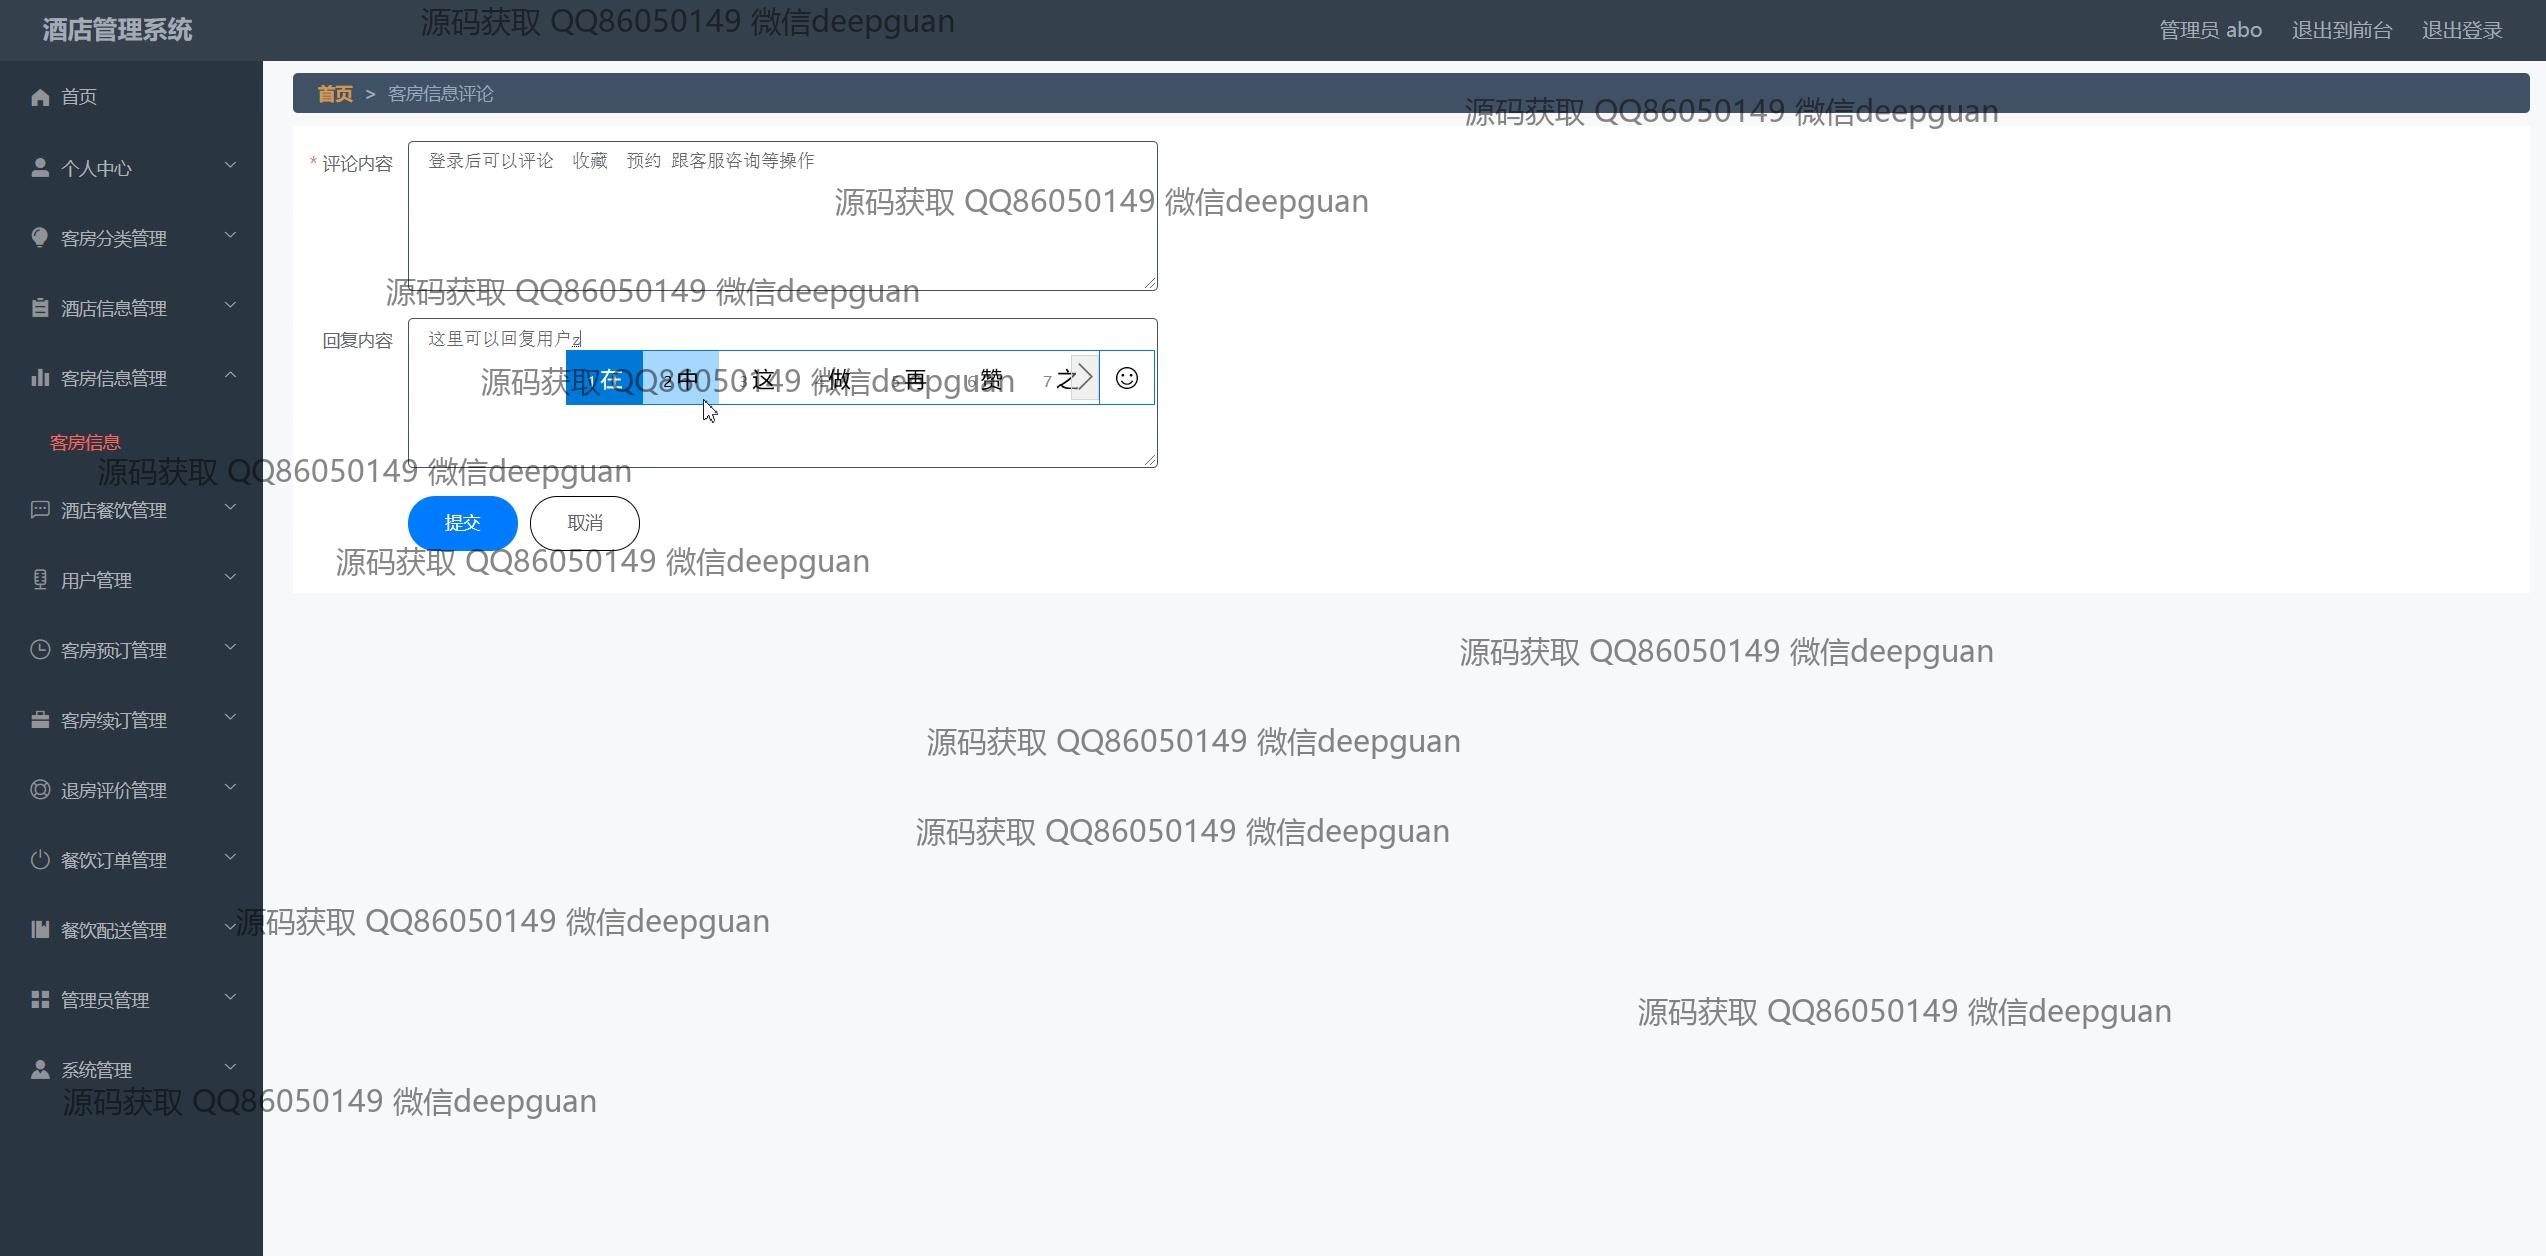 酒店管理系统
源码获取 QQ86050149 微信deepguan
管理员 abo
退出到前台
退出登录
首页
首页 > 客房信息评论
源码获取 QQ86050149 微信deepguan
个人中心
* 评论内容
登录后可以评论 收藏 预约 跟客服咨询等操作
源码获取 QQ86050149 微信deepguan
客房分类管理
源码获取 QQ86050149 微信deepguan
酒店信息管理
回复内容
这里可以回复用户z
客房信息管理
源码获取 QQ86050149 微信deepguan
1 在 2 中 3 这 4 做 5 再 6 赞 7 之
客房信息
源码获取 QQ86050149 微信deepguan
酒店餐饮管理
提交
取消
源码获取 QQ86050149 微信deepguan
用户管理
客房预订管理
源码获取 QQ86050149 微信deepguan
客房续订管理
源码获取 QQ86050149 微信deepguan
退房评价管理
源码获取 QQ86050149 微信deepguan
餐饮订单管理
餐饮配送管理
源码获取 QQ86050149 微信deepguan
管理员管理
源码获取 QQ86050149 微信deepguan
系统管理
源码获取 QQ86050149 微信deepguan